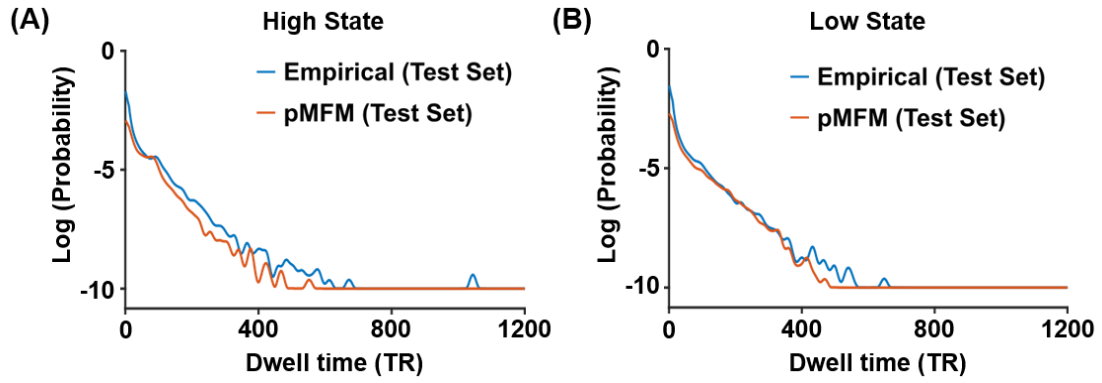 (A)
High State
0
-5
-10
Log (Probability)
Empirical (Test Set)
pMFM (Test Set)
0
400
800
1200
Dwell time (TR)
(B)
Low State
0
-5
-10
Log (Probability)
Empirical (Test Set)
pMFM (Test Set)
0
400
800
1200
Dwell time (TR)